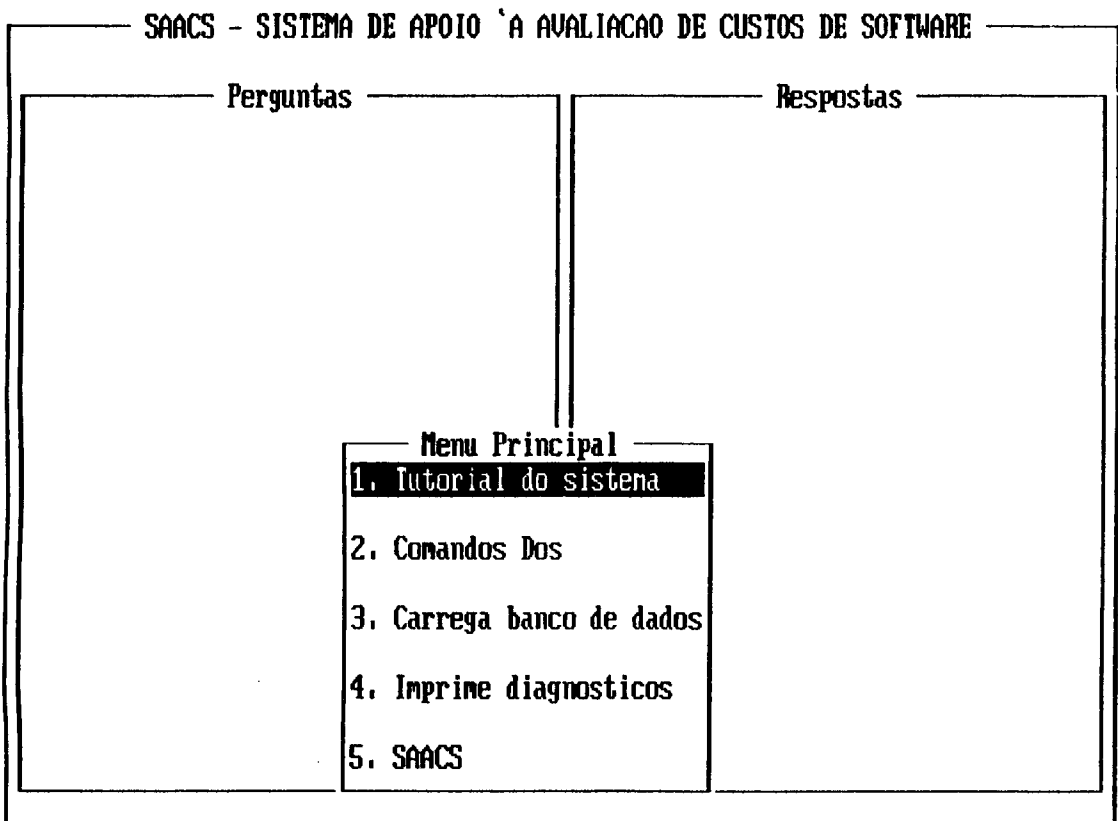 SAACS - SISTEMA DE APOIO `A AVALIACAO DE CUSTOS DE SOFTWARE
Perguntas
Respostas
Menu Principal
1. Tutorial do sistema
2. Comandos Dos
3. Carrega banco de dados
4. Imprime diagnosticos
5. SAACS